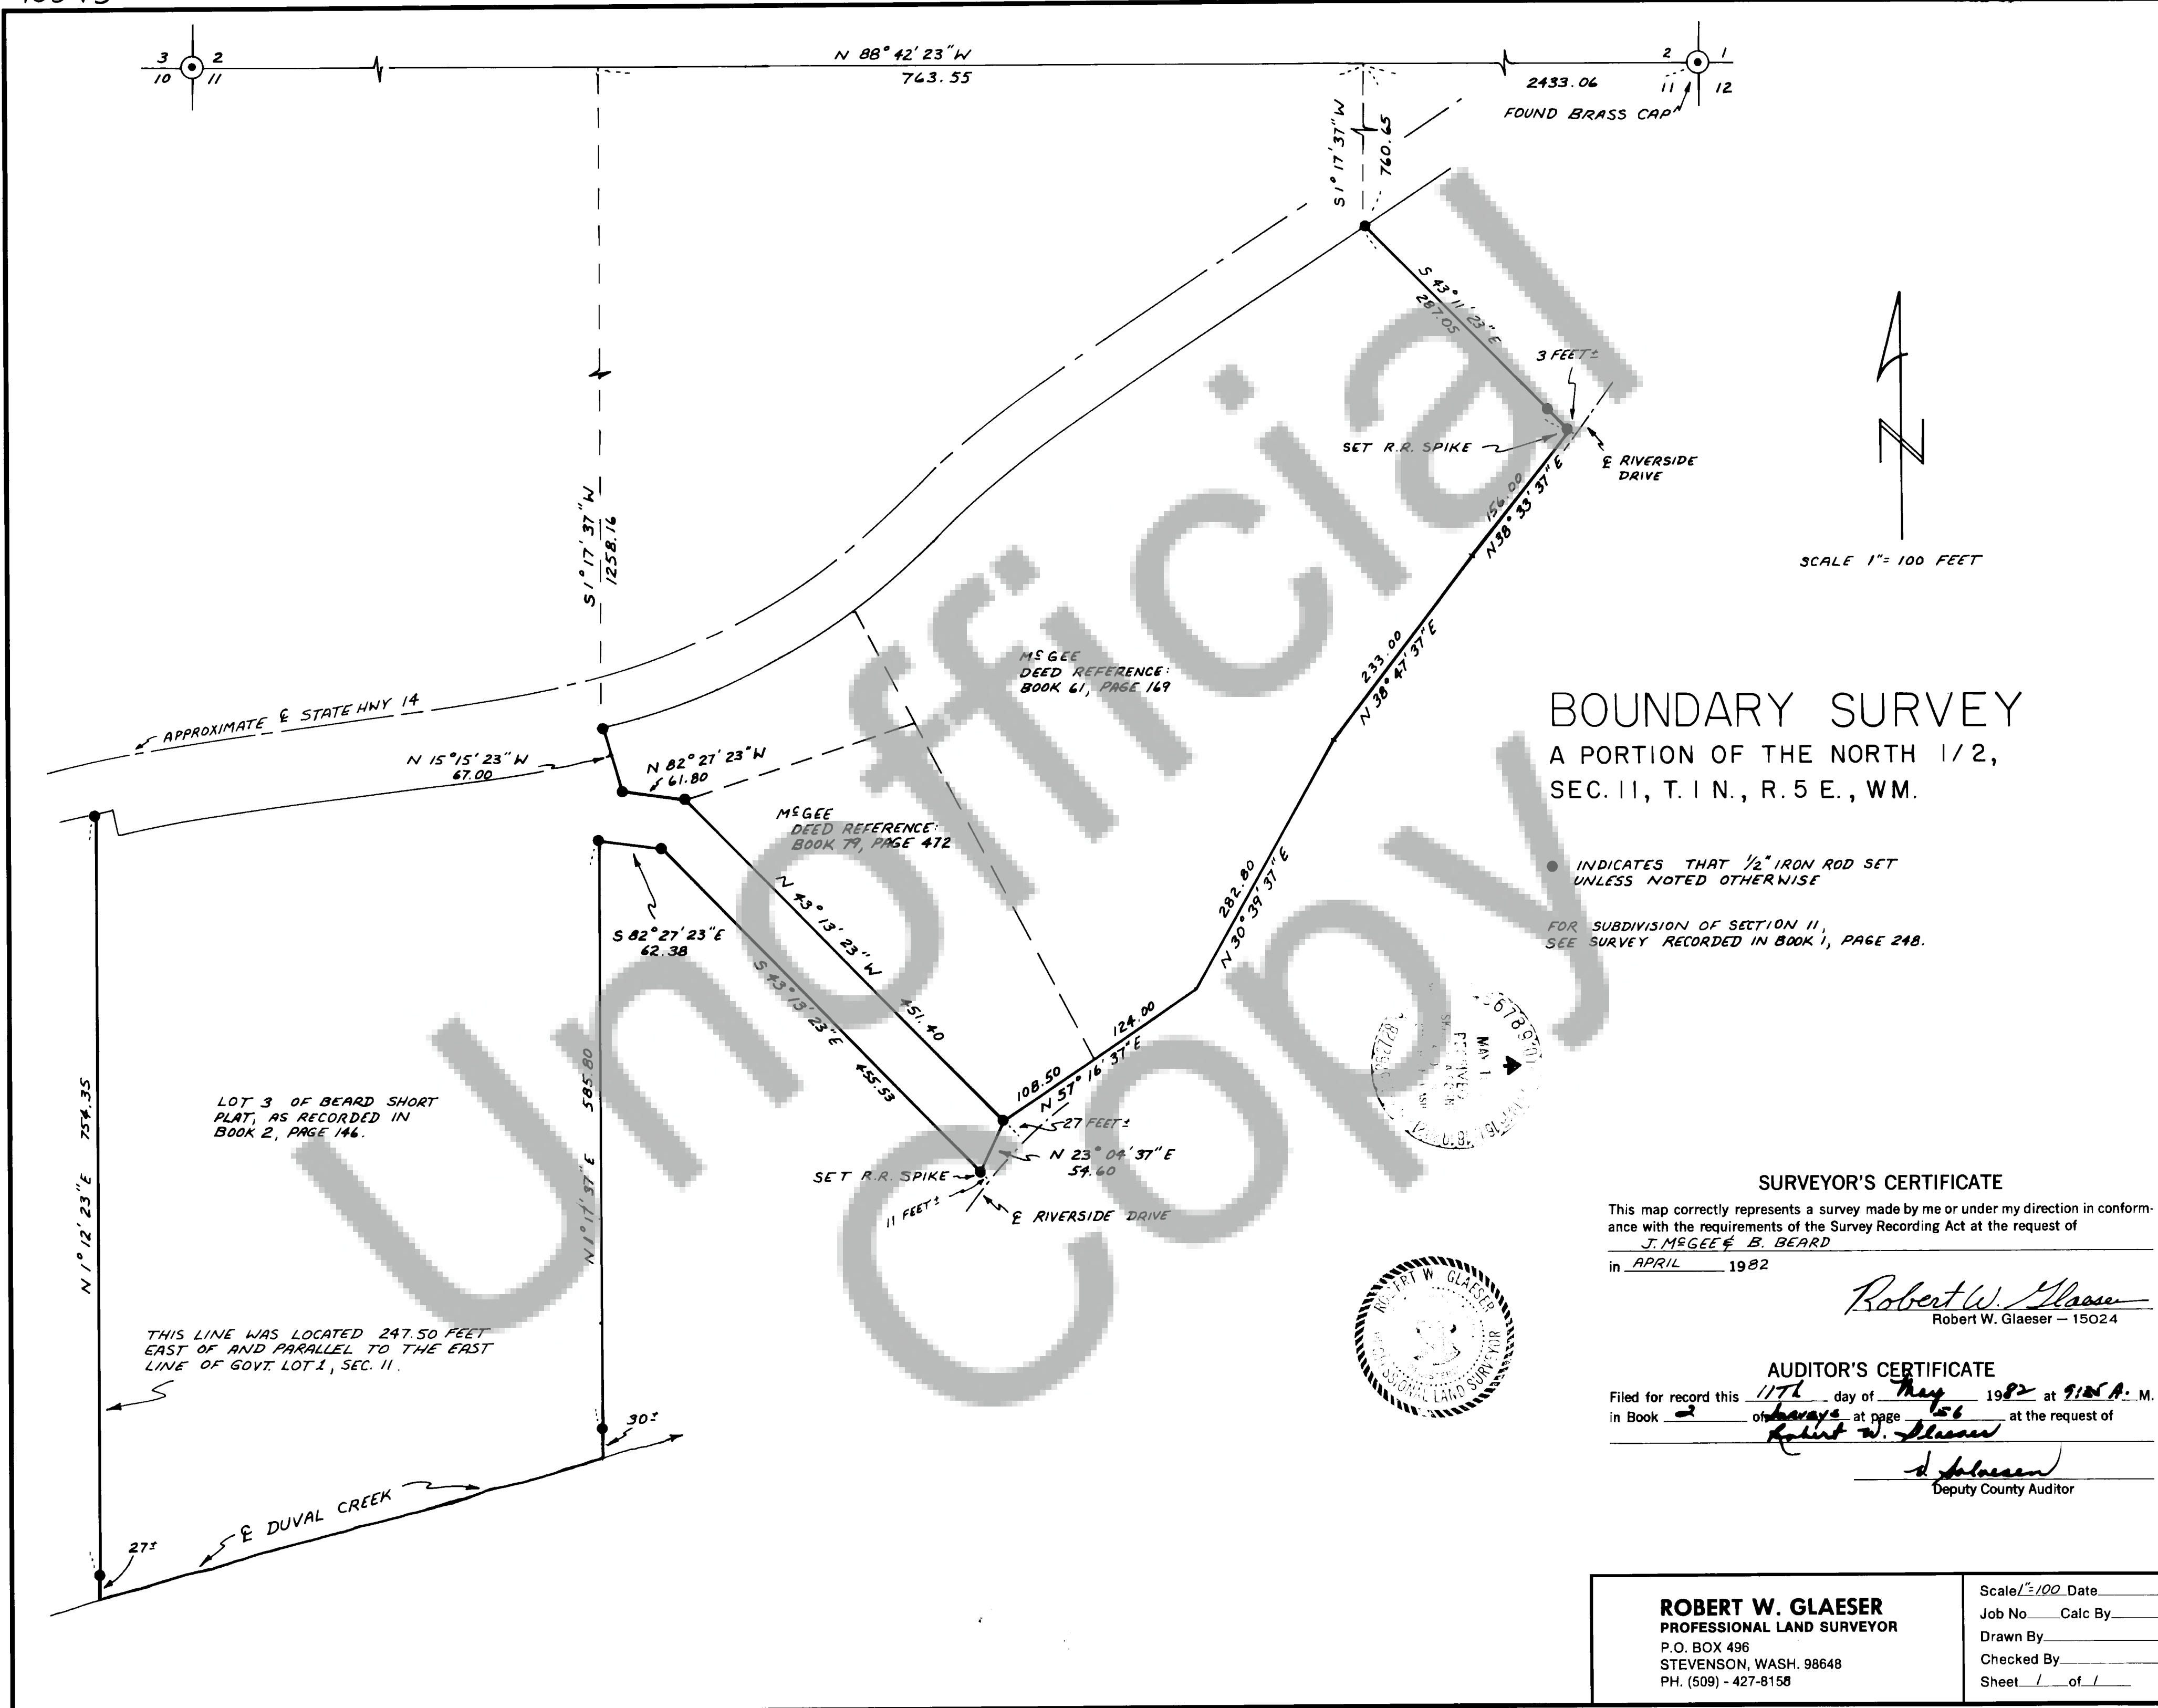 3 2
10 11
N 88° 42' 23" W
763.55
2 1
11 12
2433.06
FOUND BRASS CAP
S 1° 17' 37" W
760.65
S 43° 11' 23" E
287.05
3 FEET±
SET R.R. SPIKE
℄ RIVERSIDE
DRIVE
156.00
N 38° 33' 37" E
SCALE 1"= 100 FEET
S 1° 17' 37" W
1258.16
MCGEE
DEED REFERENCE:
BOOK 61, PAGE 169
233.00
N 38° 47' 37" E
APPROXIMATE ℄ STATE HWY 14
N 15° 15' 23" W
67.00
N 82° 27' 23" W
61.80
BOUNDARY SURVEY
A PORTION OF THE NORTH 1/2,
SEC. 11, T. 1 N., R. 5 E., WM.
MCGEE
DEED REFERENCE:
BOOK 79, PAGE 472
INDICATES THAT 1/2" IRON ROD SET
UNLESS NOTED OTHERWISE
282.80
N 30° 39' 37" E
FOR SUBDIVISION OF SECTION 11,
SEE SURVEY RECORDED IN BOOK 1, PAGE 248.
S 82° 27' 23" E
62.38
N 43° 13' 23" W
451.40
S 43° 13' 23" E
455.53
124.00
108.50
N 57° 16' 37" E
27 FEET±
N 23° 04' 37" E
54.60
SET R.R. SPIKE
11 FEET±
℄ RIVERSIDE DRIVE
N 1° 12' 23" E 754.35
LOT 3 OF BEARD SHORT
PLAT, AS RECORDED IN
BOOK 2, PAGE 146.
N 1° 17' 37" E 585.80
THIS LINE WAS LOCATED 247.50 FEET
EAST OF AND PARALLEL TO THE EAST
LINE OF GOVT. LOT 1, SEC. 11.
30±
℄ DUVAL CREEK
27±
Unofficial
Copy
ROBERT W. GLAESER
PROFESSIONAL LAND SURVEYOR
SURVEYOR'S CERTIFICATE
This map correctly represents a survey made by me or under my direction in conform-
ance with the requirements of the Survey Recording Act at the request of
J. MCGEE & B. BEARD
in APRIL 1982
Robert W. Glaeser
Robert W. Glaeser — 15024
AUDITOR'S CERTIFICATE
Filed for record this 11th day of May 1982 at A. M.
in Book 2 of Surveys at page 56 at the request of
Robert W. Glaeser
Deputy County Auditor
ROBERT W. GLAESER
PROFESSIONAL LAND SURVEYOR
P.O. BOX 496
STEVENSON, WASH. 98648
PH. (509) - 427-8158
Scale 1"=100 Date
Job No. Calc By
Drawn By
Checked By
Sheet 1 of 1